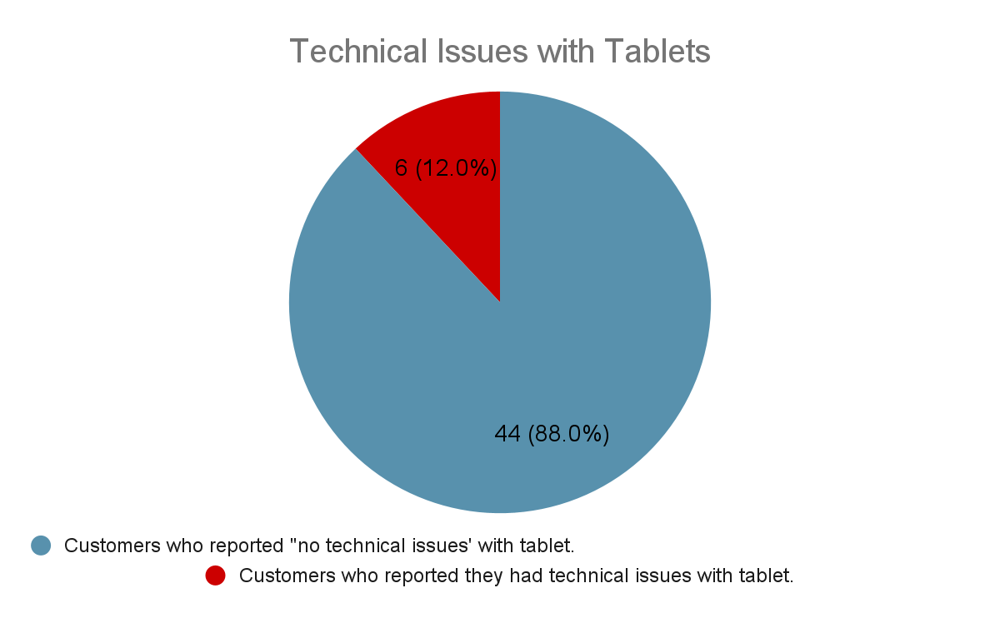 Technical Issues with Tablets
6 (12.0%)
44 (88.0%)
Customers who reported "no technical issues' with tablet.
Customers who reported they had technical issues with tablet.